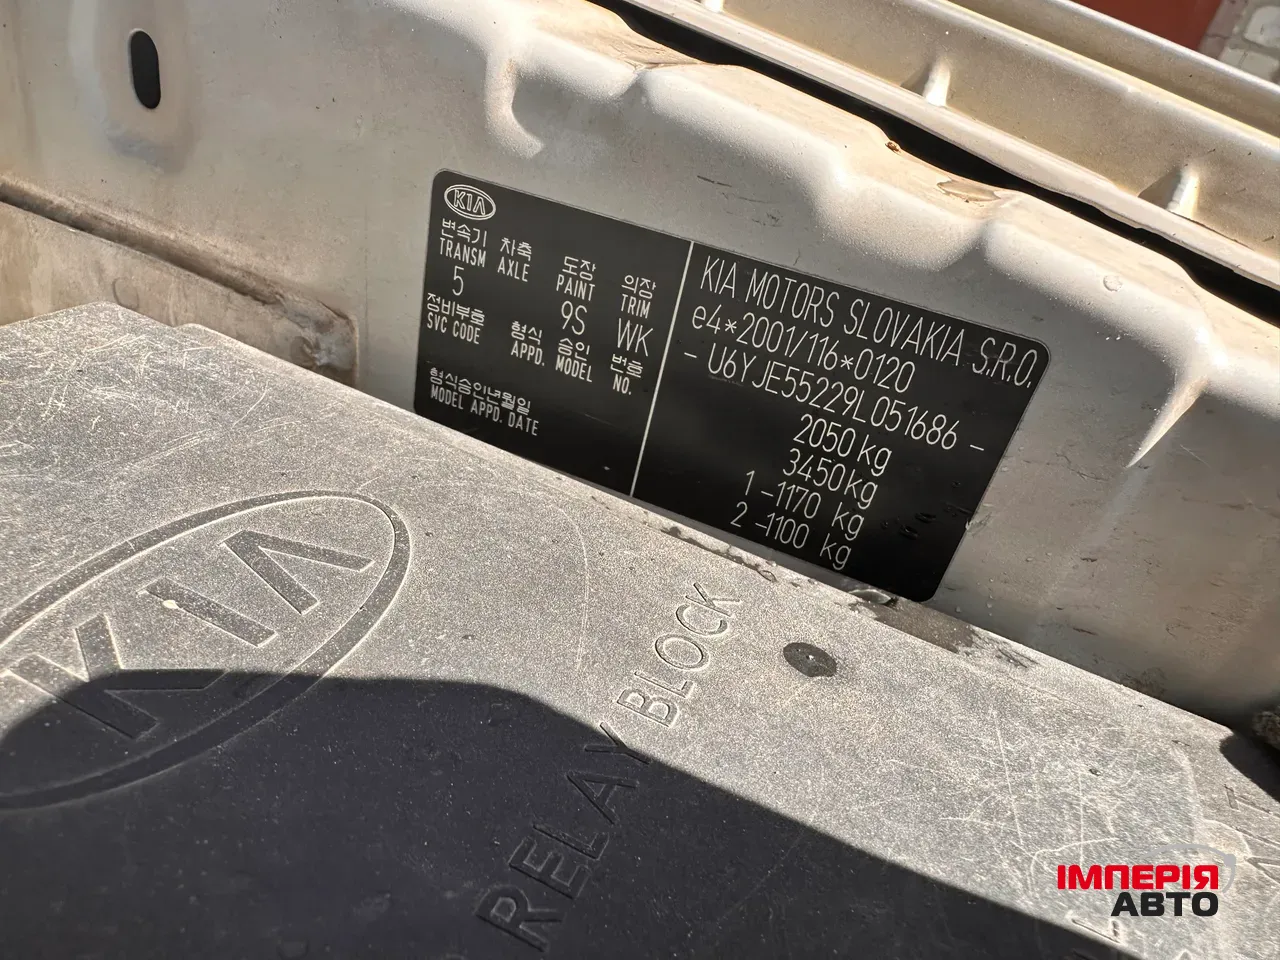 KIA
변속기 차축 도장 의장
TRANSM AXLE PAINT TRIM
5 9S WK
정비부호 형식 승인 번호
SVC CODE APPD. MODEL NO.
형식승인년월일
MODEL APPD. DATE
KIA MOTORS SLOVAKIA S.R.O.
e4*2001/116*0120
- U6YJE55229L051686 -
2050 kg
3450 kg
1 -1170 kg
2 -1100 kg
KIA
RELAY BLOCK
ІМПЕРІЯ
АВТО